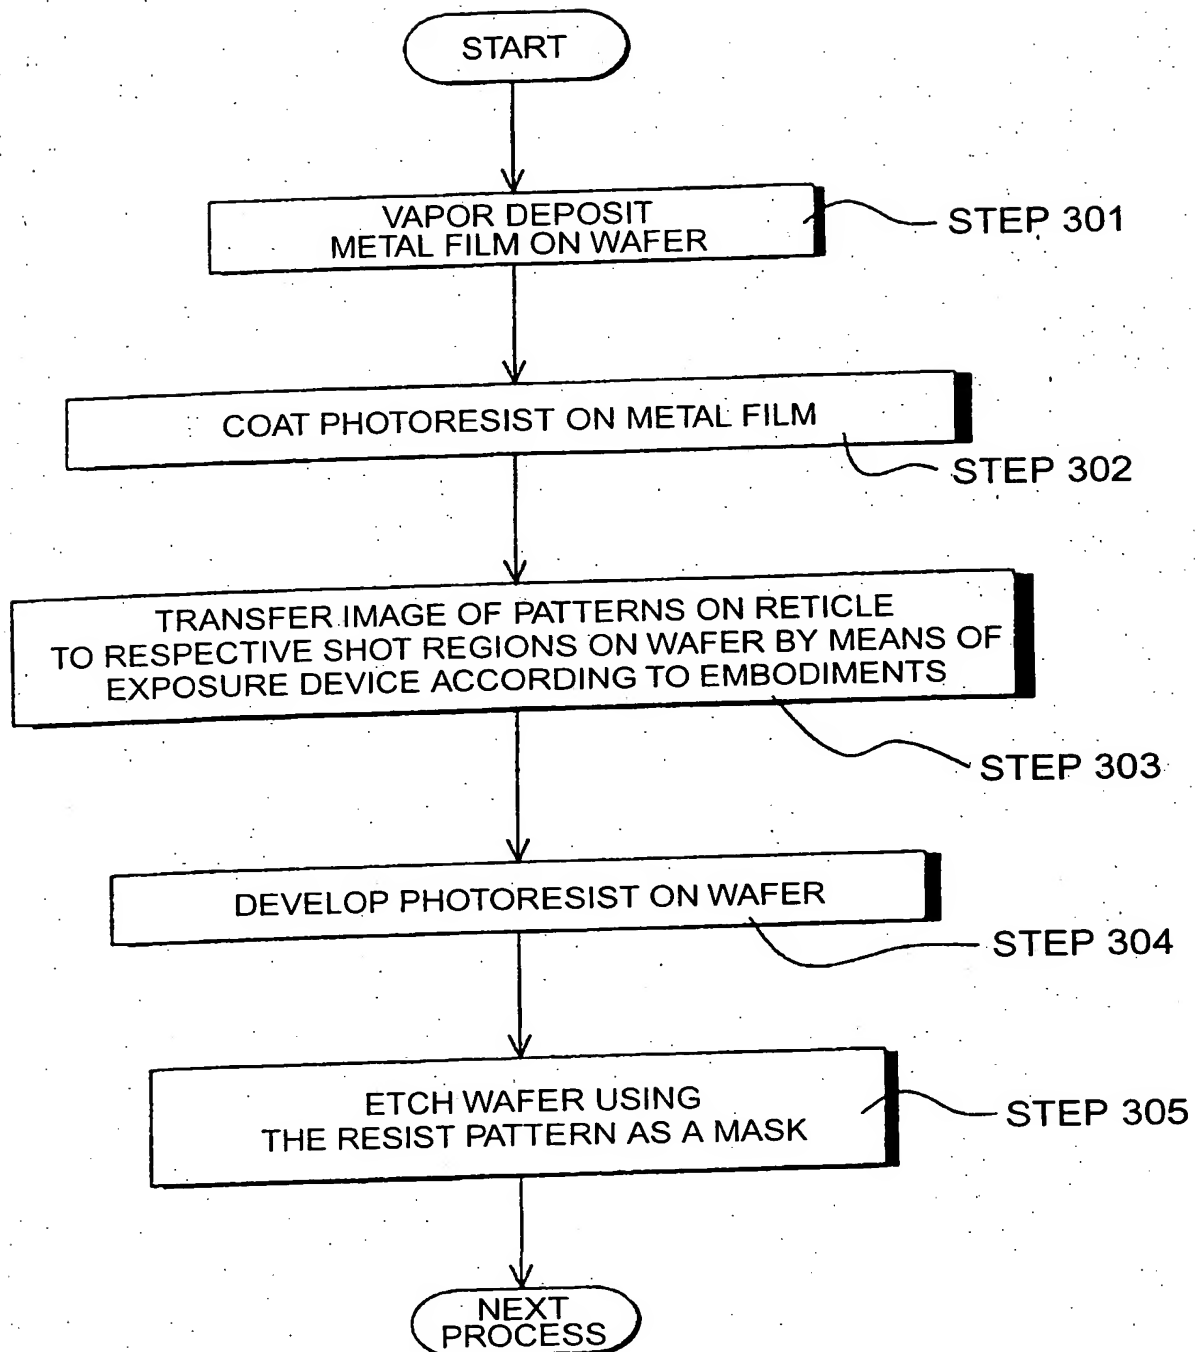 START
VAPOR DEPOSIT
METAL FILM ON WAFER
STEP 301
COAT PHOTORESIST ON METAL FILM
STEP 302
TRANSFER IMAGE OF PATTERNS ON RETICLE
TO RESPECTIVE SHOT REGIONS ON WAFER BY MEANS OF
EXPOSURE DEVICE ACCORDING TO EMBODIMENTS
STEP 303
DEVELOP PHOTORESIST ON WAFER
STEP 304
ETCH WAFER USING
THE RESIST PATTERN AS A MASK
STEP 305
NEXT
PROCESS